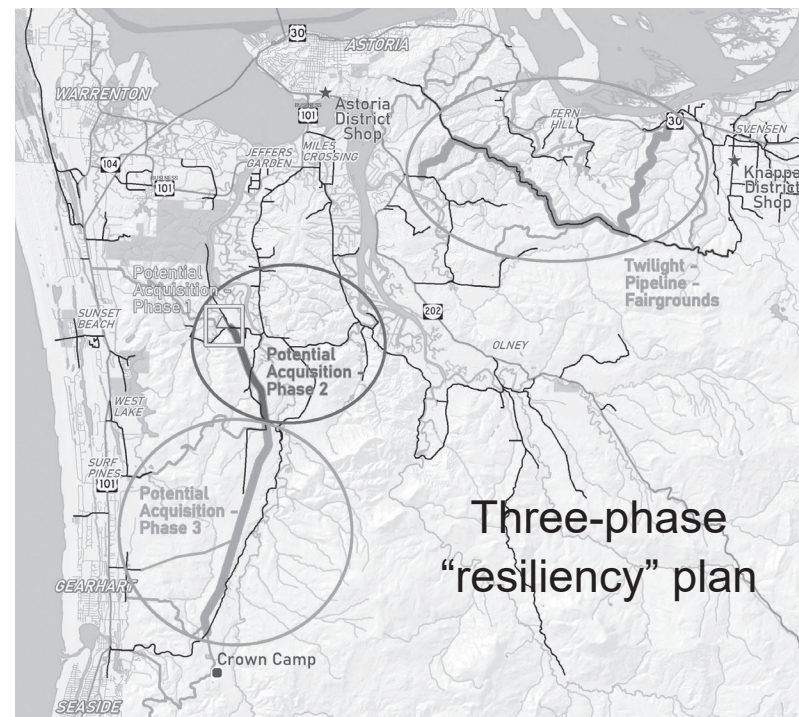 30
ASTORIA
WARRENTON
Astoria
District
Shop
BUSINESS
101
FERN
HILL
30
SVENSEN
JEFFERS
GARDEN
MILES
CROSSING
104
BUSINESS
101
Knappa
District
Shop
Potential
Acquisition -
Phase 1
Twilight -
Pipeline -
Fairgrounds
SUNSET
BEACH
202
OLNEY
Potential
Acquisition -
Phase 2
WEST
LAKE
SURF
PINES
101
Potential
Acquisition -
Phase 3
Three-phase
“resiliency” plan
GEARHART
Crown Camp
SEASIDE